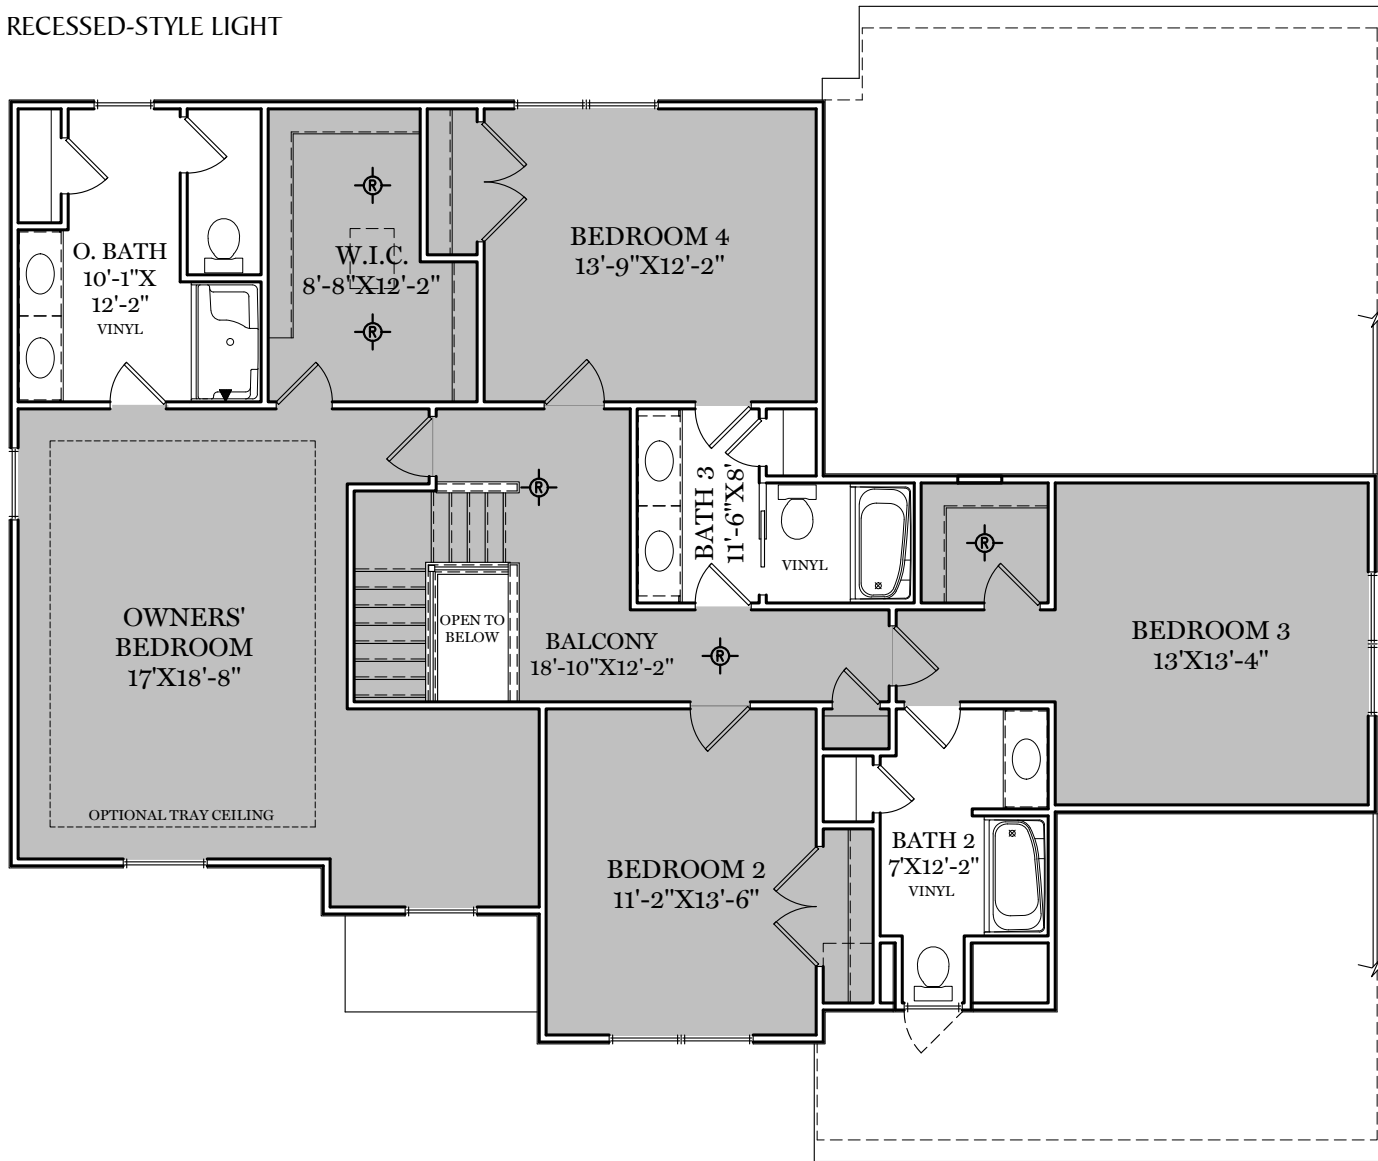 RECESSED-STYLE LIGHT
O. BATH
10'-1"X
12'-2"
VINYL
W.I.C.
8'-8"X12'-2"
R
R
BEDROOM 4
13'-9"X12'-2"
R
BATH 3
11'-6"X8'
VINYL
R
OWNERS'
BEDROOM
17'X18'-8"
OPTIONAL TRAY CEILING
OPEN TO
BELOW
BALCONY
18'-10"X12'-2"
R
BEDROOM 3
13'X13'-4"
BEDROOM 2
11'-2"X13'-6"
BATH 2
7'X12'-2"
VINYL